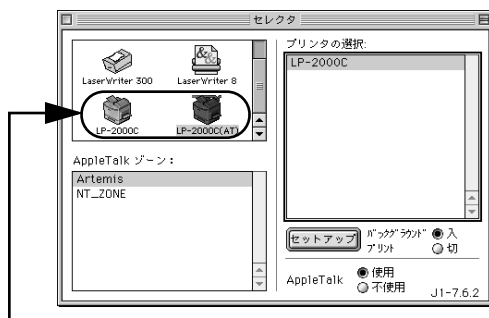 セレクタ
LaserWriter 300
LaserWriter 8
LP-2000C
LP-2000C(AT)
AppleTalk ゾーン：
Artemis
NT_ZONE
プリンタの選択:
LP-2000C
セットアップ
バックグラウンド
プリント
入
切
AppleTalk
使用
不使用
J1-7.6.2